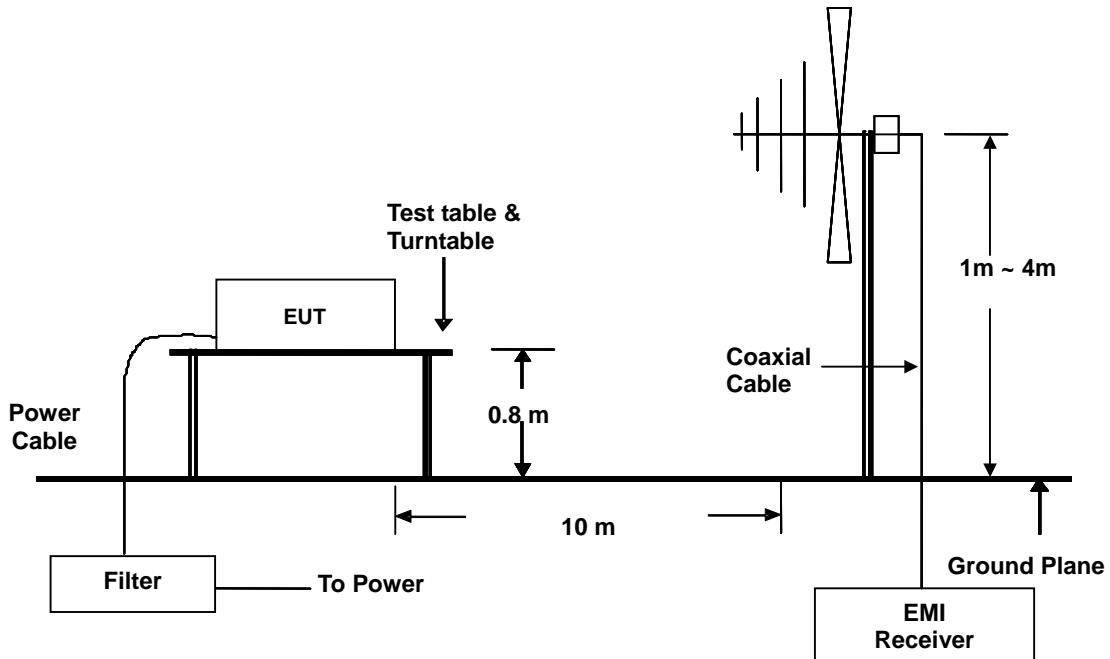 Test table &
Turntable
1m ~ 4m
EUT
Coaxial
Cable
0.8 m
Power
Cable
10 m
Ground Plane
Filter
To Power
EMI
Receiver